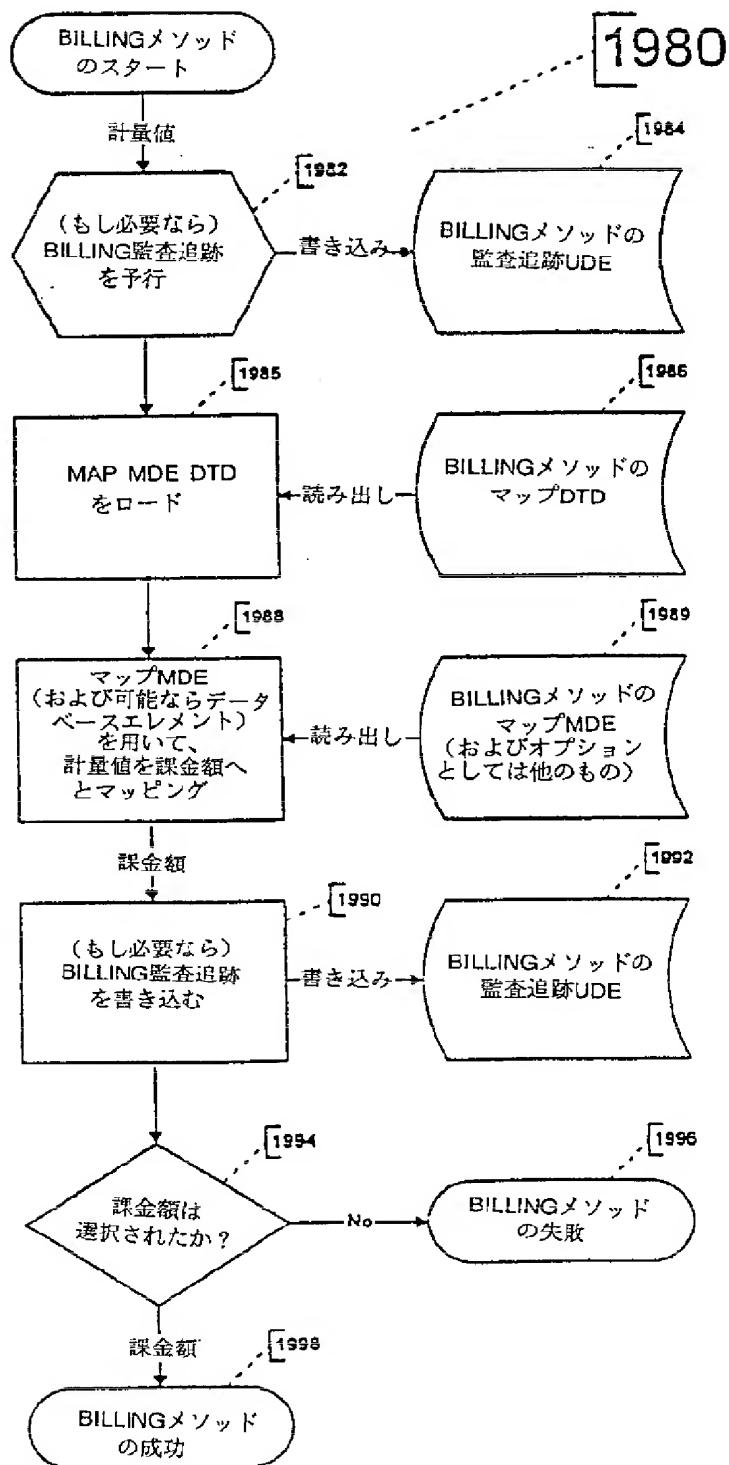 BILLINGメソッド
のスタート
1980
計量値
1982
1984
(もし必要なら)
BILLING監査追跡
を予行
書き込み
BILLINGメソッドの
監査追跡UDE
1985
1986
MAP MDE DTD
をロード
読み出し
BILLINGメソッドの
マップDTD
1988
1989
マップMDE
(および可能ならデータ
ベースエレメント)
を用いて、
計量値を課金額へ
とマッピング
読み出し
BILLINGメソッドの
マップMDE
(およびオプション
としては他のもの)
課金額
1990
1992
(もし必要なら)
BILLING監査追跡
を書き込む
書き込み
BILLINGメソッドの
監査追跡UDE
1994
1996
課金額は
選択されたか?
No
BILLINGメソッド
の失敗
課金額
1998
BILLINGメソッド
の成功